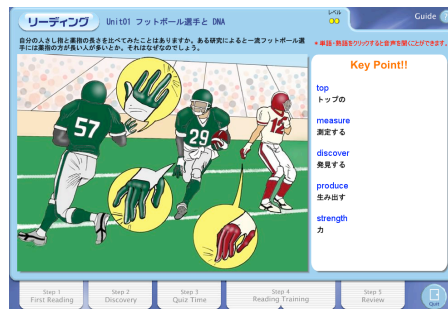 リーディング
Unit01 フットボール選手と DNA
レベル
Guide
自分の人さし指と薬指の長さを比べてみたことはありますか。ある研究によると一流フットボール選
手には薬指の方が長い人が多いとか。それはなぜなのでしょう。
*単語・熟語をクリックすると音声を聞くことができます。
Key Point!!
top
トップの
measure
測定する
discover
発見する
produce
生み出す
strength
力
57
29
12
Step 1
First Reading
Step 2
Discovery
Step 3
Quiz Time
Step 4
Reading Training
Step 5
Review
Quit